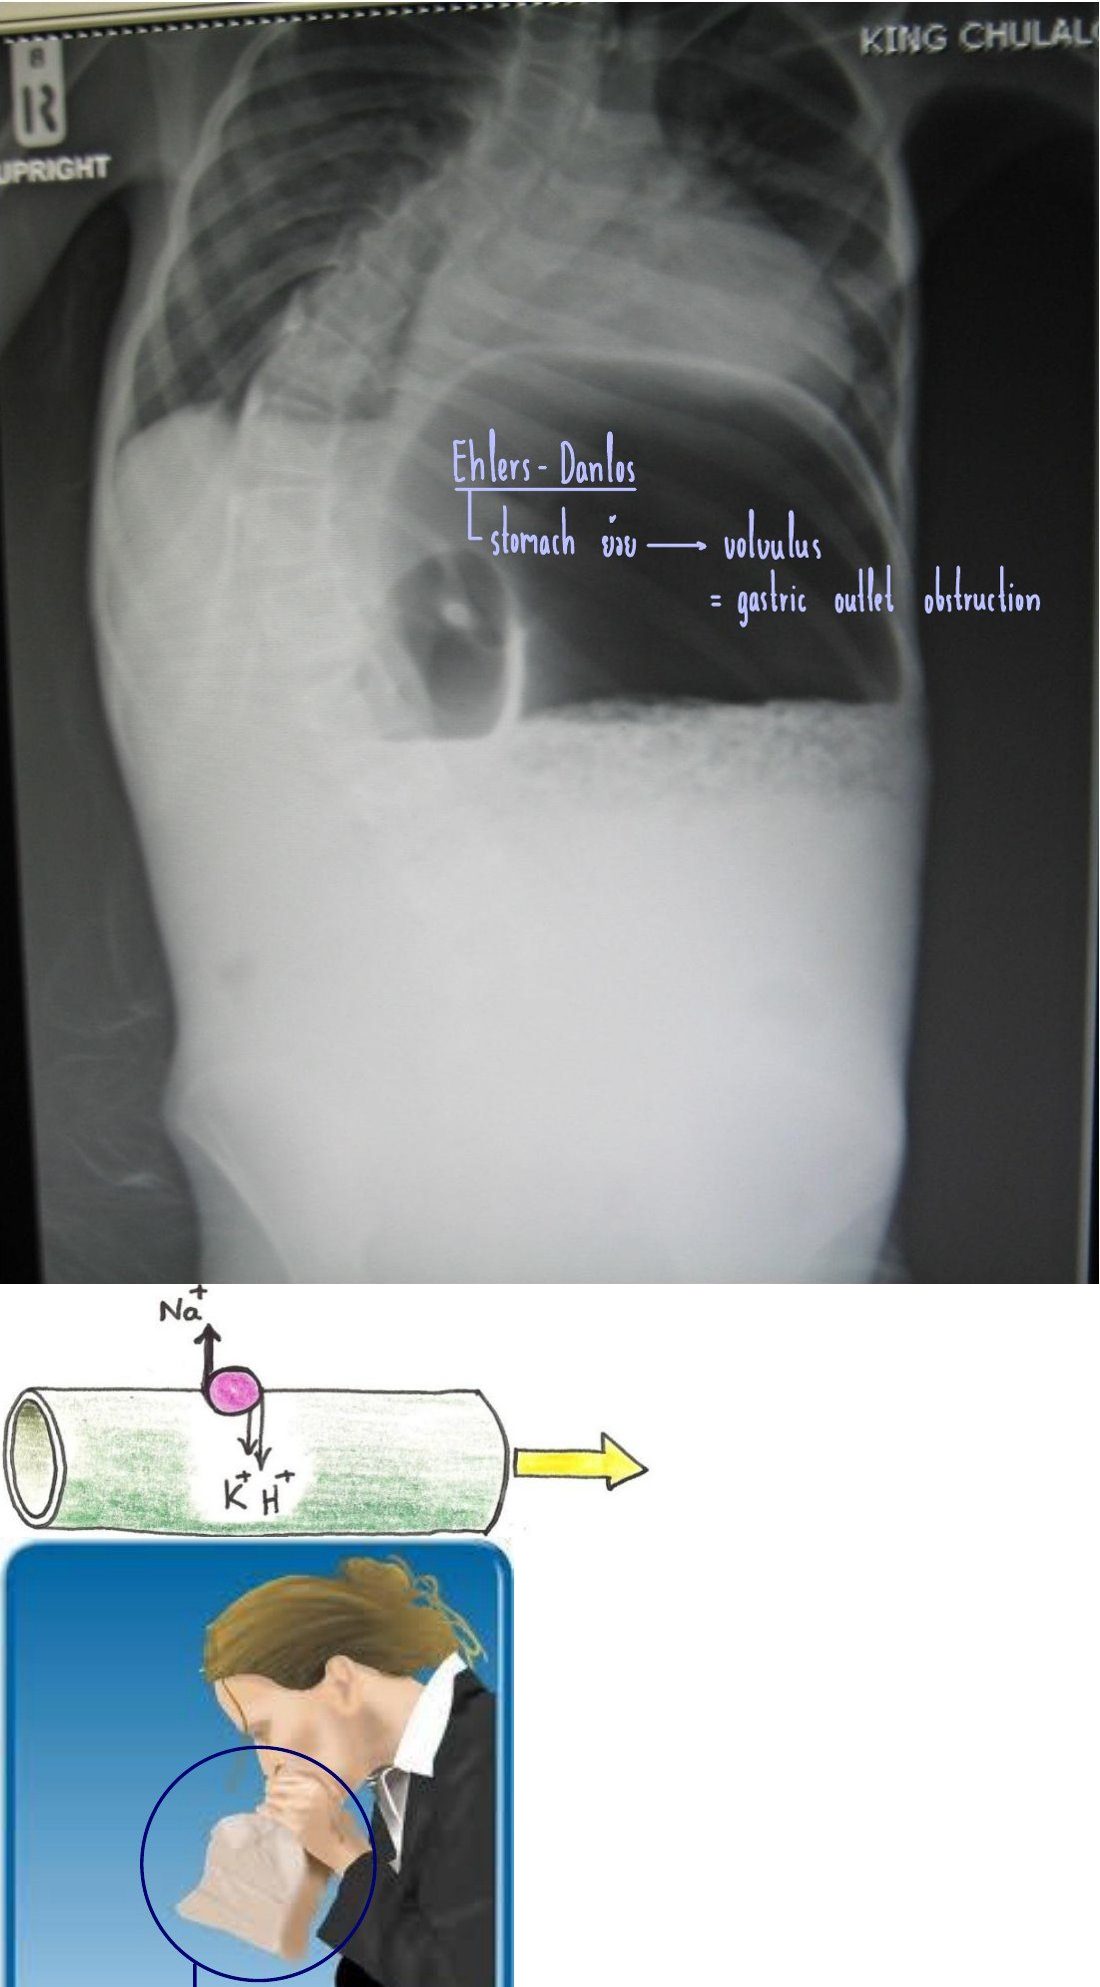 R
UPRIGHT
KING CHULAL
Ehlers - Danlos
stomach ย้วย → volvulus
= gastric outlet obstruction
Na+
K+ H+